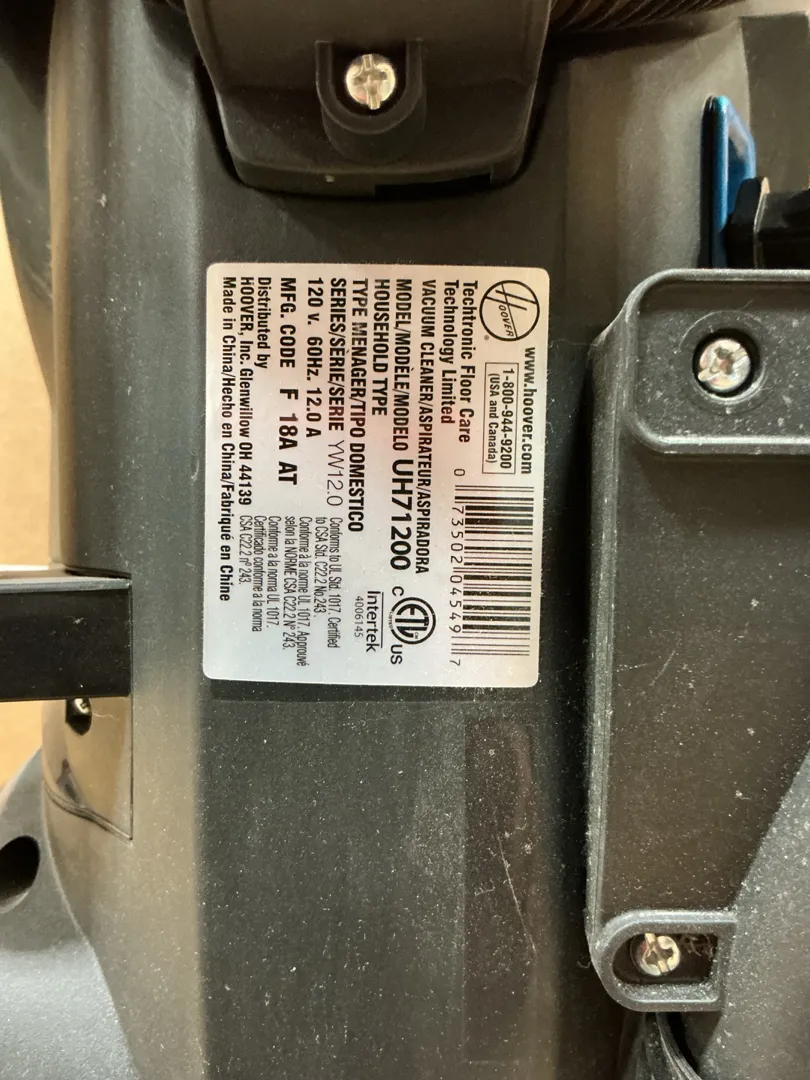 HOOVER®
www.hoover.com
1-800-944-9200
(USA and Canada)
Techtronic Floor Care
Technology Limited
0 73502 04549 7
VACUUM CLEANER/ASPIRATEUR/ASPIRADORA
MODEL/MODÈLE/MODELO UH71200
HOUSEHOLD TYPE
TYPE MENAGER/TIPO DOMESTICO
SERIES/SÈRIE/SERIE YW12.0
120 v. 60Hz. 12.0 A
MFG. CODE F 18A AT
C ETL US
Intertek
4006145
Conforms to UL Std. 1017. Certified
to CSA Std. C22.2 No.243.
Conforme à la norme UL 1017. Approuvé
selon la NORME CSA C22.2 N° 243.
Conforme a la norma UL 1017.
Certificado conforme a la norma
CSA C22.2 nº 243.
Distributed by
HOOVER, Inc. Glenwillow OH 44139
Made in China/Hecho en China/Fabriqué en Chine